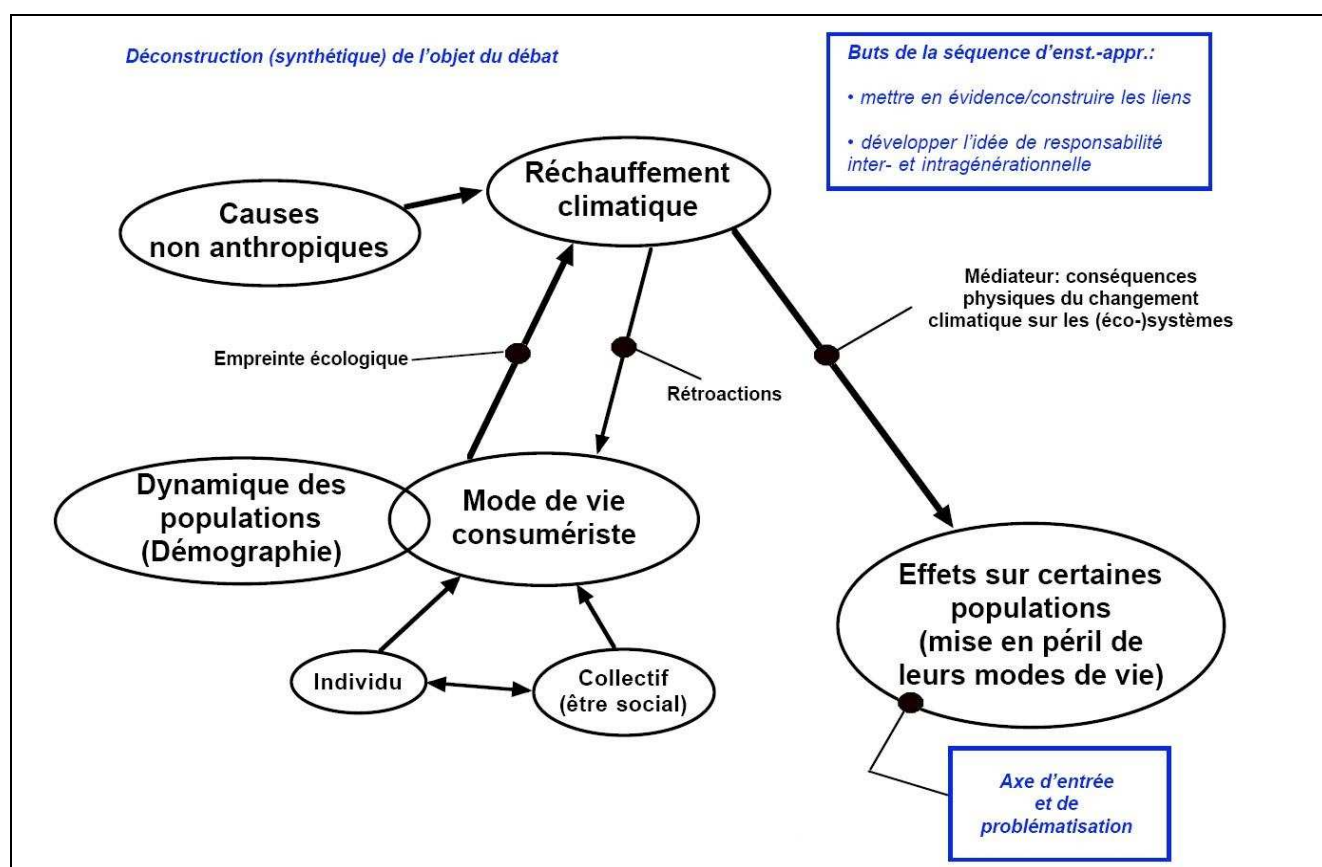 Déconstruction (synthétique) de l'objet du débat
Buts de la séquence d'enst.-appr.:
• mettre en évidence/construire les liens
• développer l'idée de responsabilité
inter- et intragénérationnelle
Réchauffement
climatique
Causes
non anthropiques
Médiateur: conséquences
physiques du changement
climatique sur les (éco-)systèmes
Empreinte écologique
Rétroactions
Dynamique des
populations
(Démographie)
Mode de vie
consumériste
Effets sur certaines
populations
(mise en péril de
leurs modes de vie)
Individu
Collectif
(être social)
Axe d'entrée
et de
problématisation